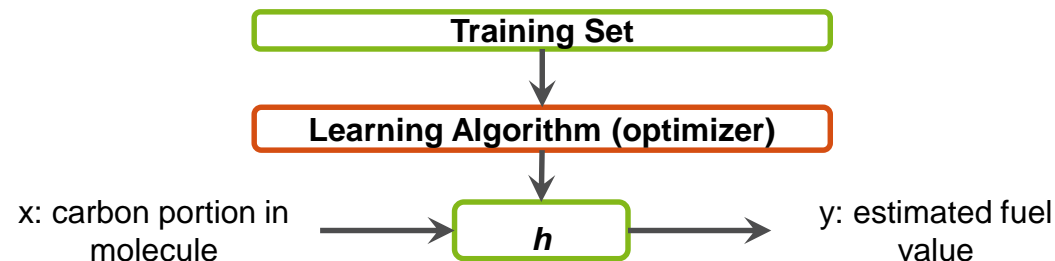 Training Set
Learning Algorithm (optimizer)
x: carbon portion in
molecule
h
y: estimated fuel
value